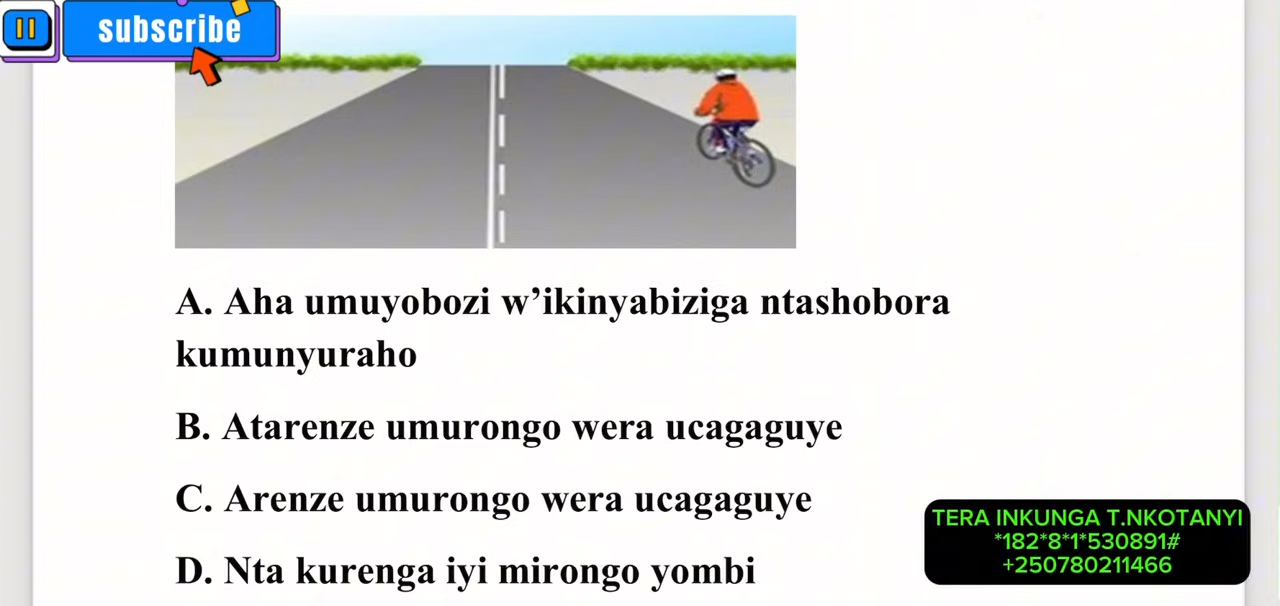 subscribe
A. Aha umuyobozi w’ikinyabiziga ntashobora
kumunyuraho
B. Atarenze umurongo wera ucagaguye
C. Arenze umurongo wera ucagaguye
D. Nta kurenga iyi mirongo yombi
TERA INKUNGA T.NKOTANYI
*182*8*1*530891#
+250780211466